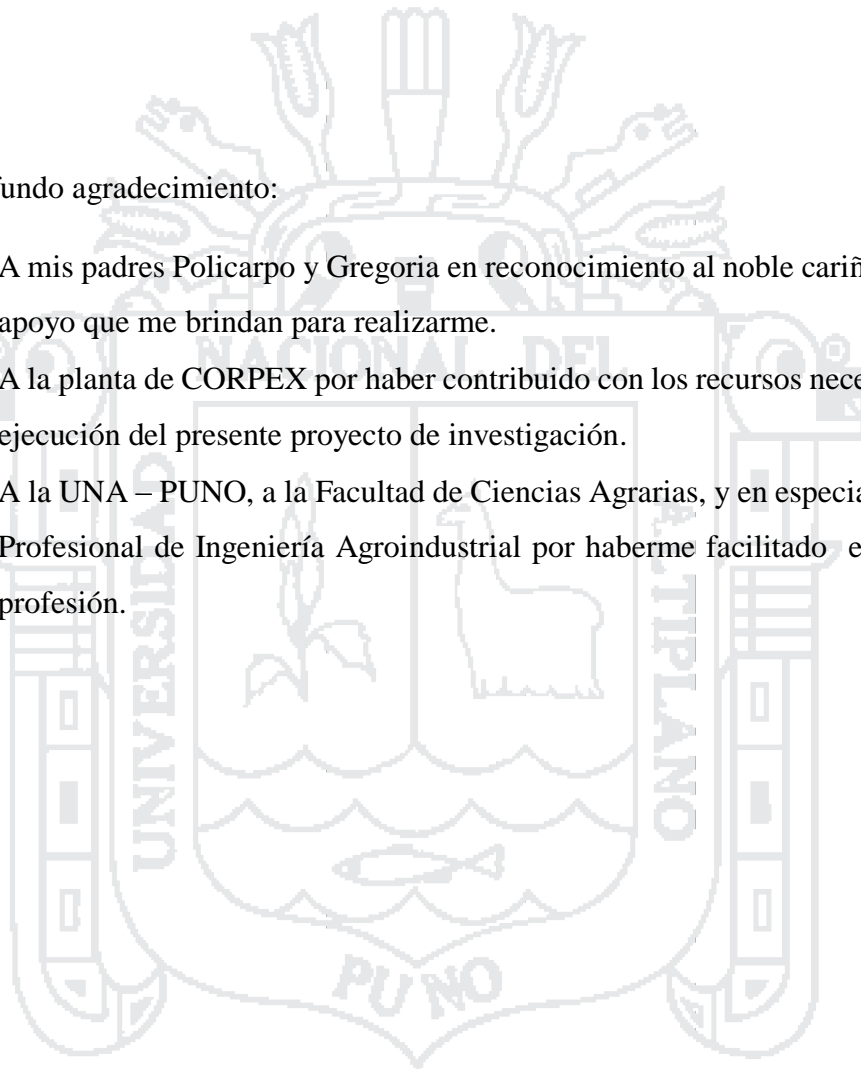 fundo agradecimiento:
A mis padres Policarpo y Gregoria en reconocimiento al noble cariñ
apoyo que me brindan para realizarme.
NACIONAL DEL
A la planta de CORPEX por haber contribuido con los recursos nece
ejecución del presente proyecto de investigación.
A la UNA – PUNO, a la Facultad de Ciencias Agrarias, y en especia
Profesional de Ingeniería Agroindustrial por haberme facilitado e
profesión.
UNIVERSIDAD
ALTIPLANO
PUNO